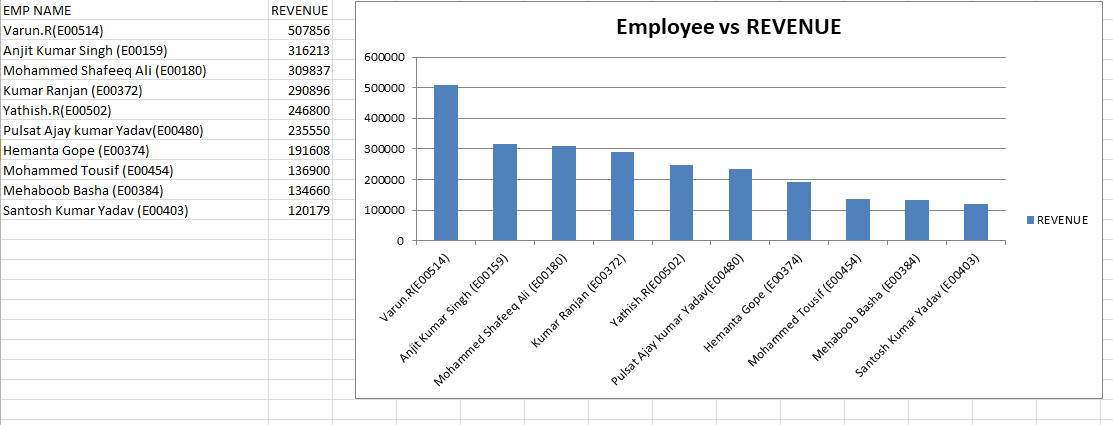 EMP NAME REVENUE
Varun.R(E00514) 507856
Anjit Kumar Singh (E00159) 316213
Mohammed Shafeeq Ali (E00180) 309837
Kumar Ranjan (E00372) 290896
Yathish.R(E00502) 246800
Pulsat Ajay kumar Yadav(E00480) 235550
Hemanta Gope (E00374) 191608
Mohammed Tousif (E00454) 136900
Mehaboob Basha (E00384) 134660
Santosh Kumar Yadav (E00403) 120179
Employee vs REVENUE
600000
500000
400000
300000
200000
100000
0
Varun.R(E00514)
Anjit Kumar Singh (E00159)
Mohammed Shafeeq Ali (E00180)
Kumar Ranjan (E00372)
Yathish.R(E00502)
Pulsat Ajay kumar Yadav(E00480)
Hemanta Gope (E00374)
Mohammed Tousif (E00454)
Mehaboob Basha (E00384)
Santosh Kumar Yadav (E00403)
REVENUE